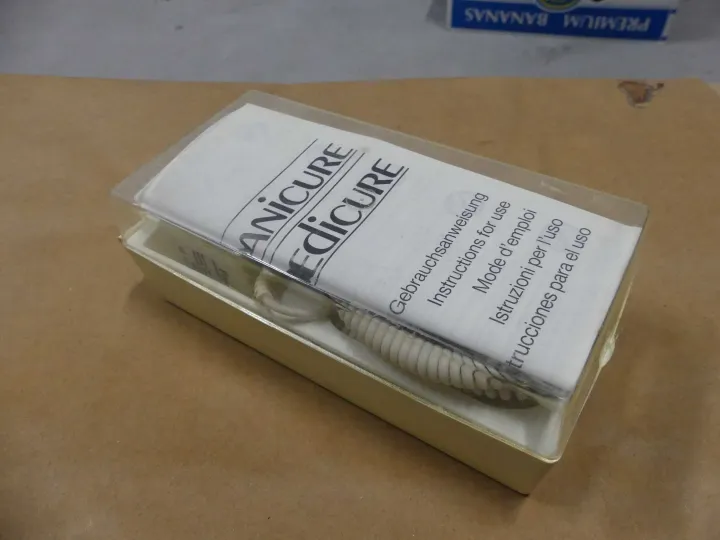 PREMIUM BANANAS
ANiCURE
EdiCURE
Gebrauchsanweisung
Instructions for use
Mode d'emploi
Istruzioni per l'uso
trucciones para el uso